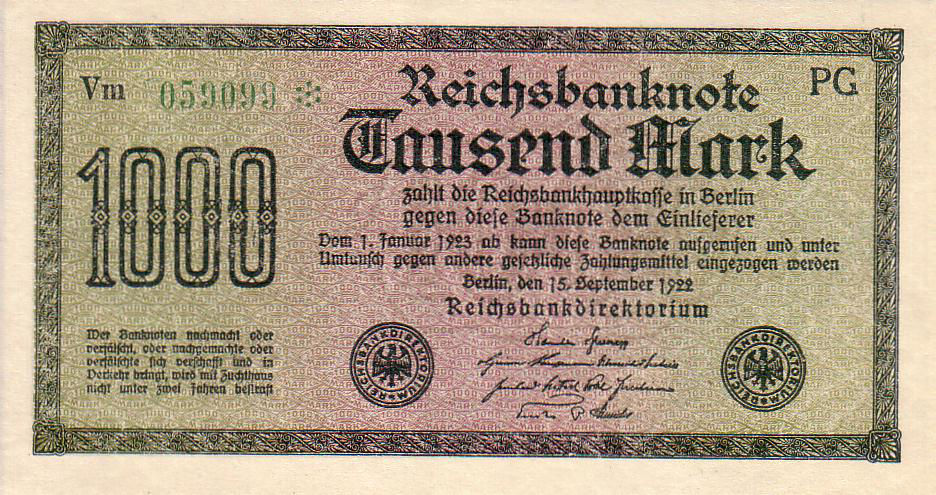 Vm 059099 *
PG
Reichsbanknote
Tausend Mark
1000
zahlt die Reichsbankhauptkasse in Berlin
gegen diese Banknote dem Einlieferer
Vom 1. Januar 1923 ab kann diese Banknote aufgerufen und unter
Umtausch gegen andere gesetzliche Zahlungsmittel eingezogen werden
Berlin, den 15. September 1922
Reichsbankdirektorium
Wer Banknoten nachmacht oder
verfälscht, oder nachgemachte oder
verfälschte sich verschafft und in
Verkehr bringt, wird mit Zuchthaus
nicht unter zwei Jahren bestraft
REICHSBANKDIREKTORIUM
REICHSBANKDIREKTORIUM